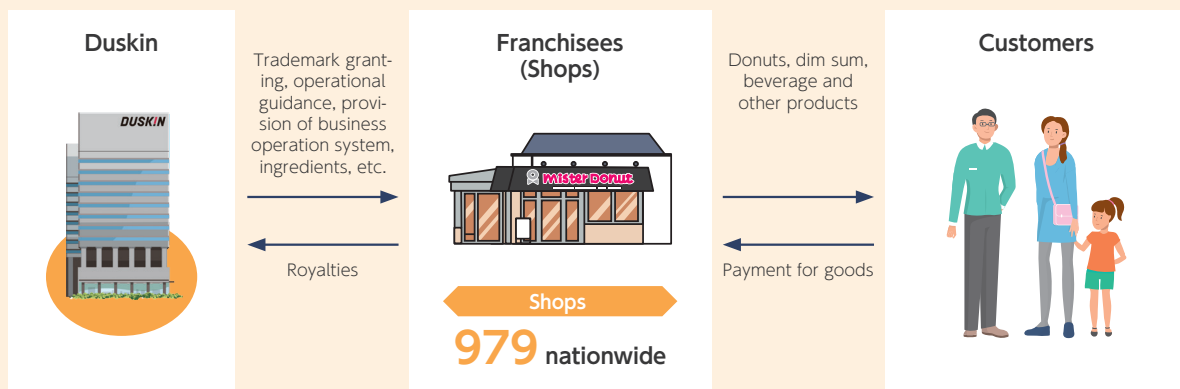 Duskin
DUSKIN
Trademark grant-
ing, operational
guidance, provi-
sion of business
operation system,
ingredients, etc.
Royalties
Franchisees
(Shops)
mister Donut
Shops
979 nationwide
Donuts, dim sum,
beverage and
other products
Payment for goods
Customers